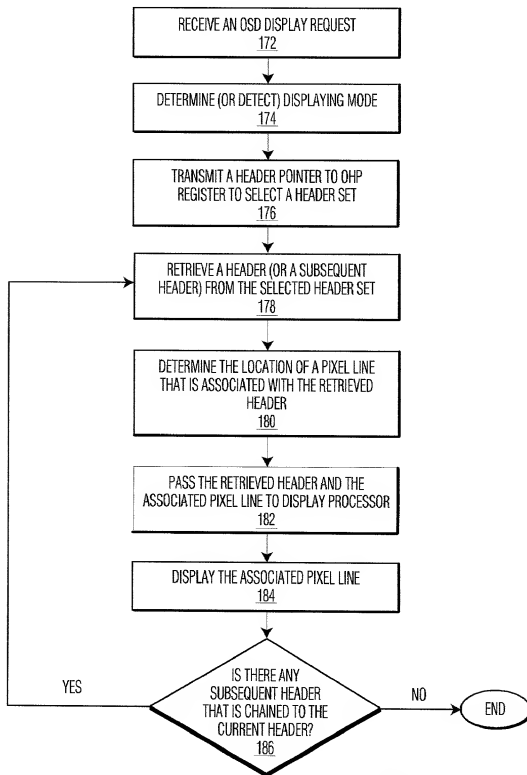 RECEIVE AN OSD DISPLAY REQUEST
172
DETERMINE (OR DETECT) DISPLAYING MODE
174
TRANSMIT A HEADER POINTER TO OHP
REGISTER TO SELECT A HEADER SET
176
RETRIEVE A HEADER (OR A SUBSEQUENT
HEADER) FROM THE SELECTED HEADER SET
178
DETERMINE THE LOCATION OF A PIXEL LINE
THAT IS ASSOCIATED WITH THE RETRIEVED
HEADER
180
PASS THE RETRIEVED HEADER AND THE
ASSOCIATED PIXEL LINE TO DISPLAY PROCESSOR
182
DISPLAY THE ASSOCIATED PIXEL LINE
184
IS THERE ANY
SUBSEQUENT HEADER
THAT IS CHAINED TO THE
CURRENT HEADER?
186
YES
NO
END